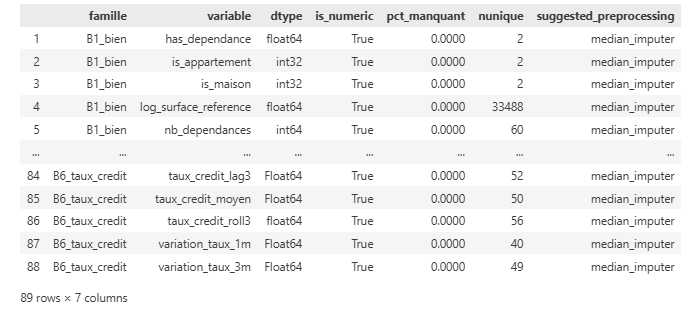 famille variable dtype is_numeric pct_manquant nunique suggested_preprocessing
1 B1_bien has_dependance float64 True 0.0000 2 median_imputer
2 B1_bien is_appartement int32 True 0.0000 2 median_imputer
3 B1_bien is_maison int32 True 0.0000 2 median_imputer
4 B1_bien log_surface_reference float64 True 0.0000 33488 median_imputer
5 B1_bien nb_dependances int64 True 0.0000 60 median_imputer
... ... ... ... ... ... ... ...
84 B6_taux_credit taux_credit_lag3 Float64 True 0.0000 52 median_imputer
85 B6_taux_credit taux_credit_moyen Float64 True 0.0000 50 median_imputer
86 B6_taux_credit taux_credit_roll3 float64 True 0.0000 56 median_imputer
87 B6_taux_credit variation_taux_1m Float64 True 0.0000 40 median_imputer
88 B6_taux_credit variation_taux_3m Float64 True 0.0000 49 median_imputer
89 rows × 7 columns